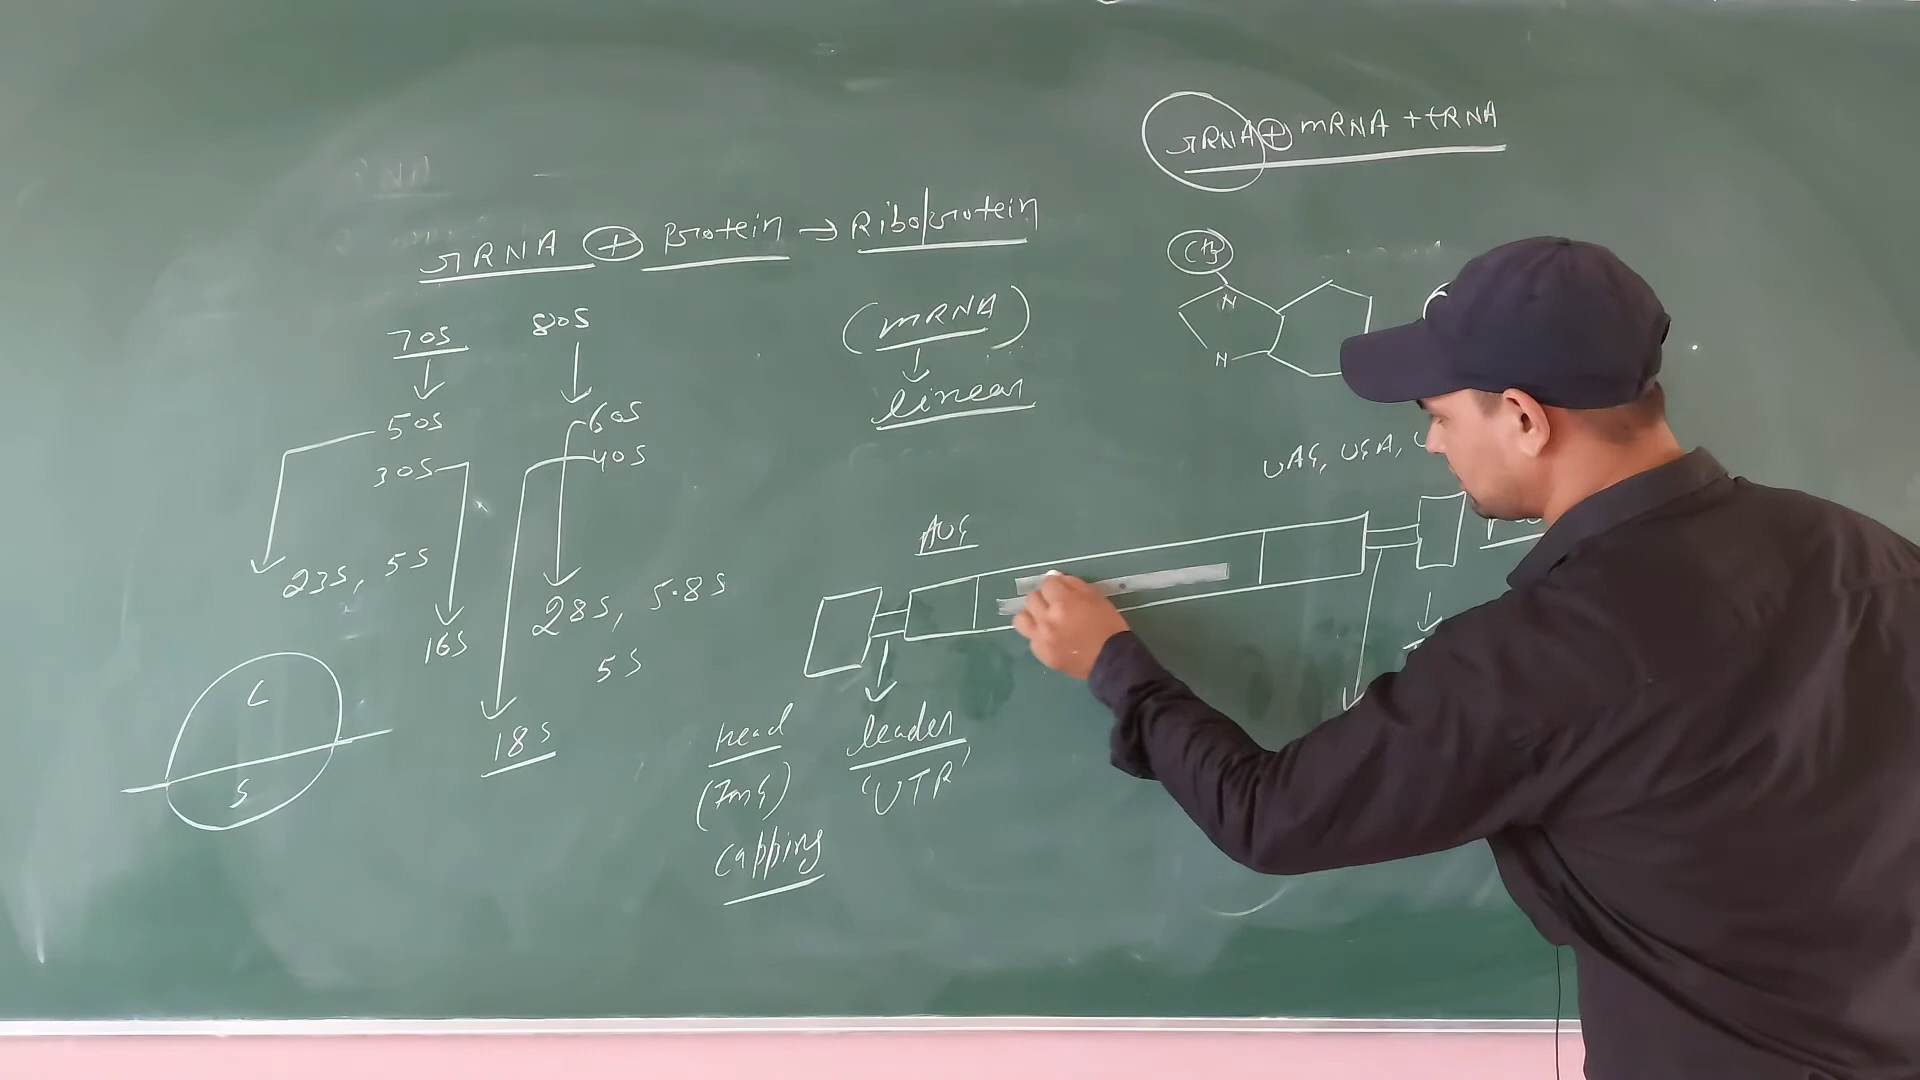 rRNA + mRNA + tRNA
rRNA + Protein → Riboprotein
70S 80S
(mRNA)
linear
CH3
N
N
50S
30S
60S
40S
UAG, UGA,
AUG
23S, 5S
16S
28S, 5.8S
5S
18S
L
S
Head
(7mG)
Capping
leader
'UTR'